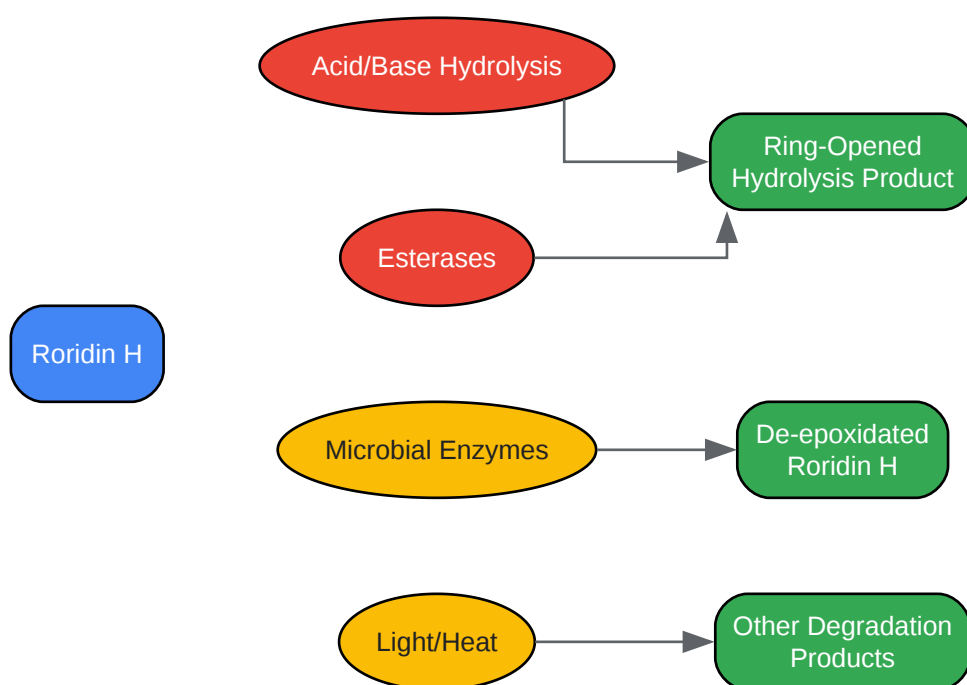 Acid/Base Hydrolysis
Ring-Opened
Hydrolysis Product
Esterases
Roridin H
Microbial Enzymes
De-epoxidated
Roridin H
Light/Heat
Other Degradation
Products